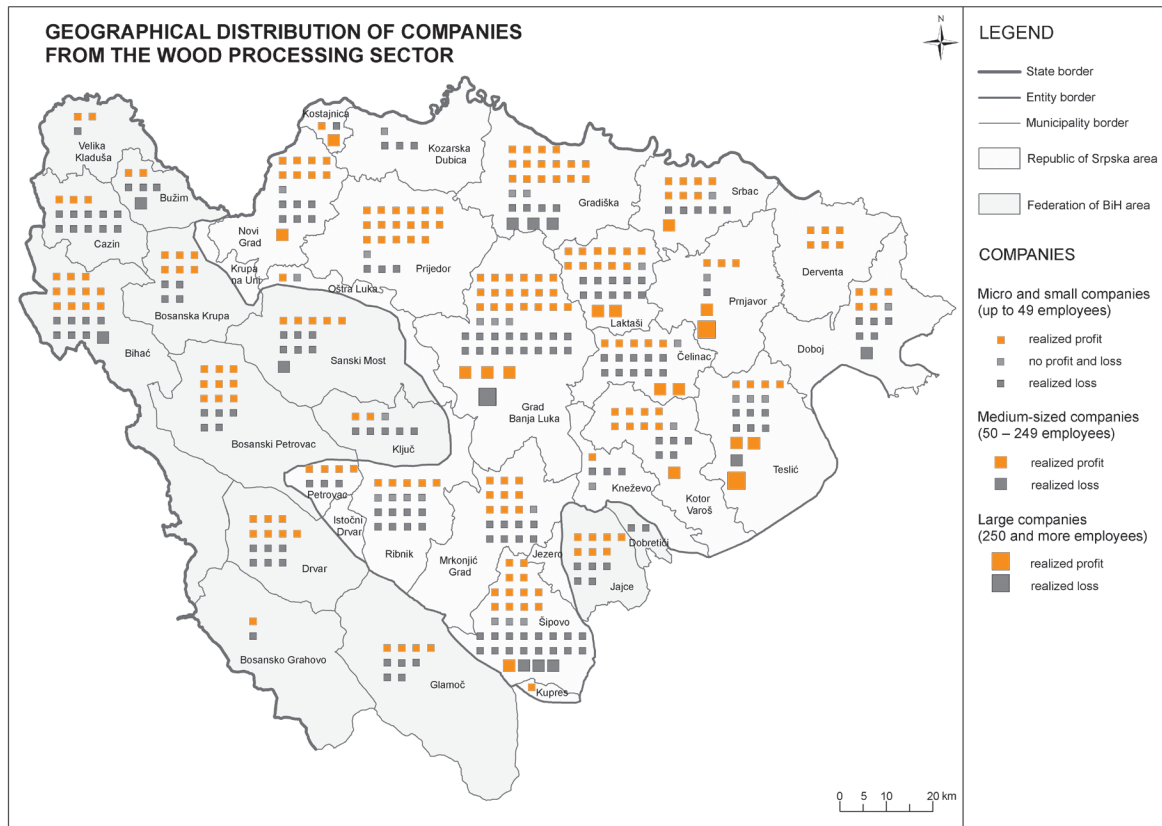 GEOGRAPHICAL DISTRIBUTION OF COMPANIES
FROM THE WOOD PROCESSING SECTOR
N
Kostajnica
Velika
Kladuša
Kozarska
Dubica
Bužim
Srbac
Gradiška
Cazin
Novi
Grad
Krupa
na Uni
Prijedor
Derventa
Oštra Luka
Prnjavor
Bosanska Krupa
Laktaši
Bihać
Sanski Most
Čelinac
Doboj
Grad
Banja Luka
Bosanski Petrovac
Ključ
Teslić
Petrovac
Kneževo
Kotor
Varoš
Istočni
Drvar
Ribnik
Mrkonjić
Grad
Jezero
Dobretići
Drvar
Jajce
Šipovo
Bosansko Grahovo
Glamoč
Kupres
0 5 10 20 km
LEGEND
State border
Entity border
Municipality border
Republic of Srpska area
Federation of BiH area
COMPANIES
Micro and small companies
(up to 49 employees)
realized profit
no profit and loss
realized loss
Medium-sized companies
(50 – 249 employees)
realized profit
realized loss
Large companies
(250 and more employees)
realized profit
realized loss